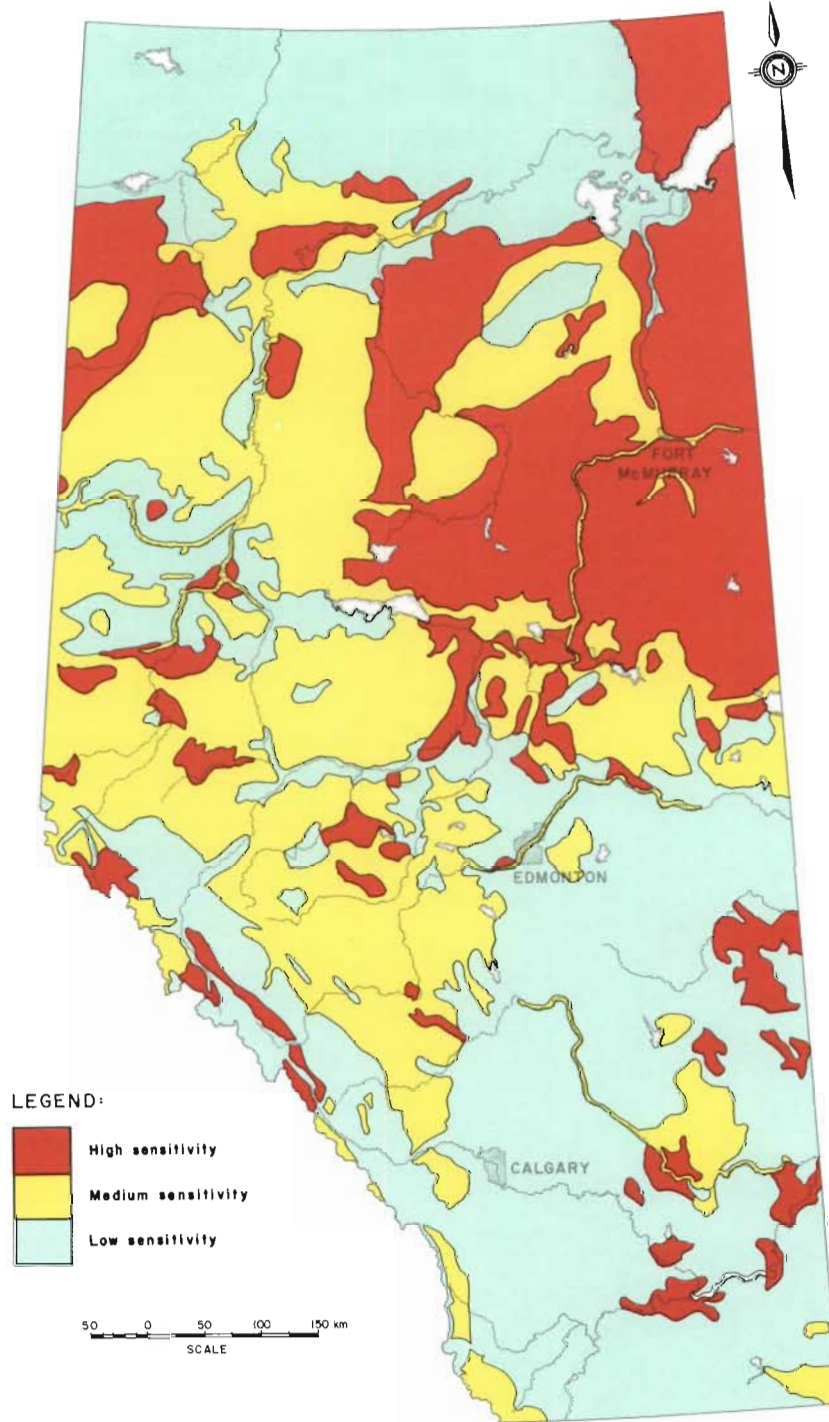 N
FORT
McMURRAY
EDMONTON
CALGARY
LEGEND:
High sensitivity
Medium sensitivity
Low sensitivity
50 0 50 100 150 km
SCALE